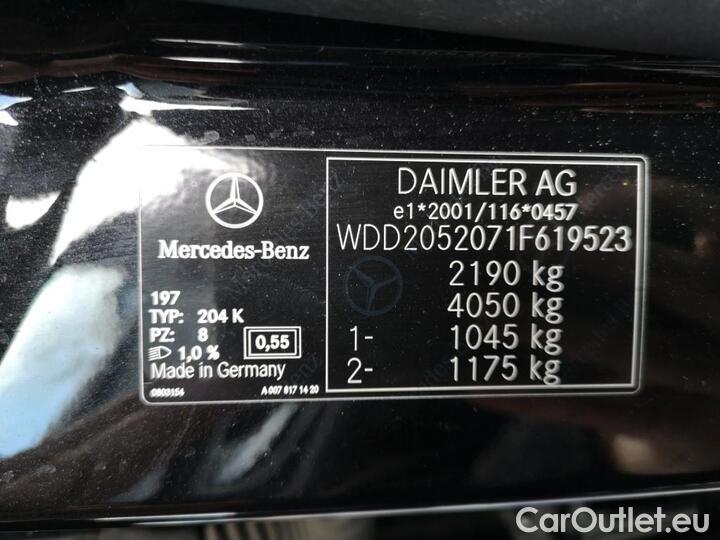 Mercedes-Benz
197
TYP: 204 K
PZ: 8
1,0 %
0,55
Made in Germany
0803154
A 007 817 14 20
DAIMLER AG
e1*2001/116*0457
WDD2052071F619523
2190 kg
4050 kg
1- 1045 kg
2- 1175 kg
CarOutlet.eu